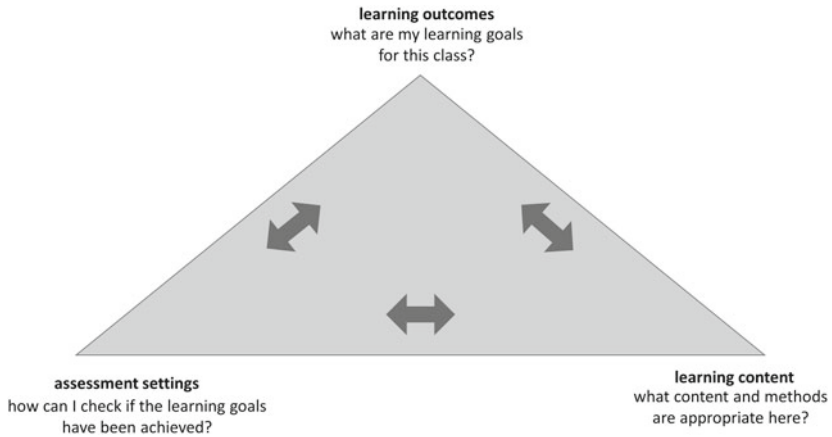 learning outcomes
what are my learning goals
for this class?
assessment settings
how can I check if the learning goals
have been achieved?
learning content
what content and methods
are appropriate here?